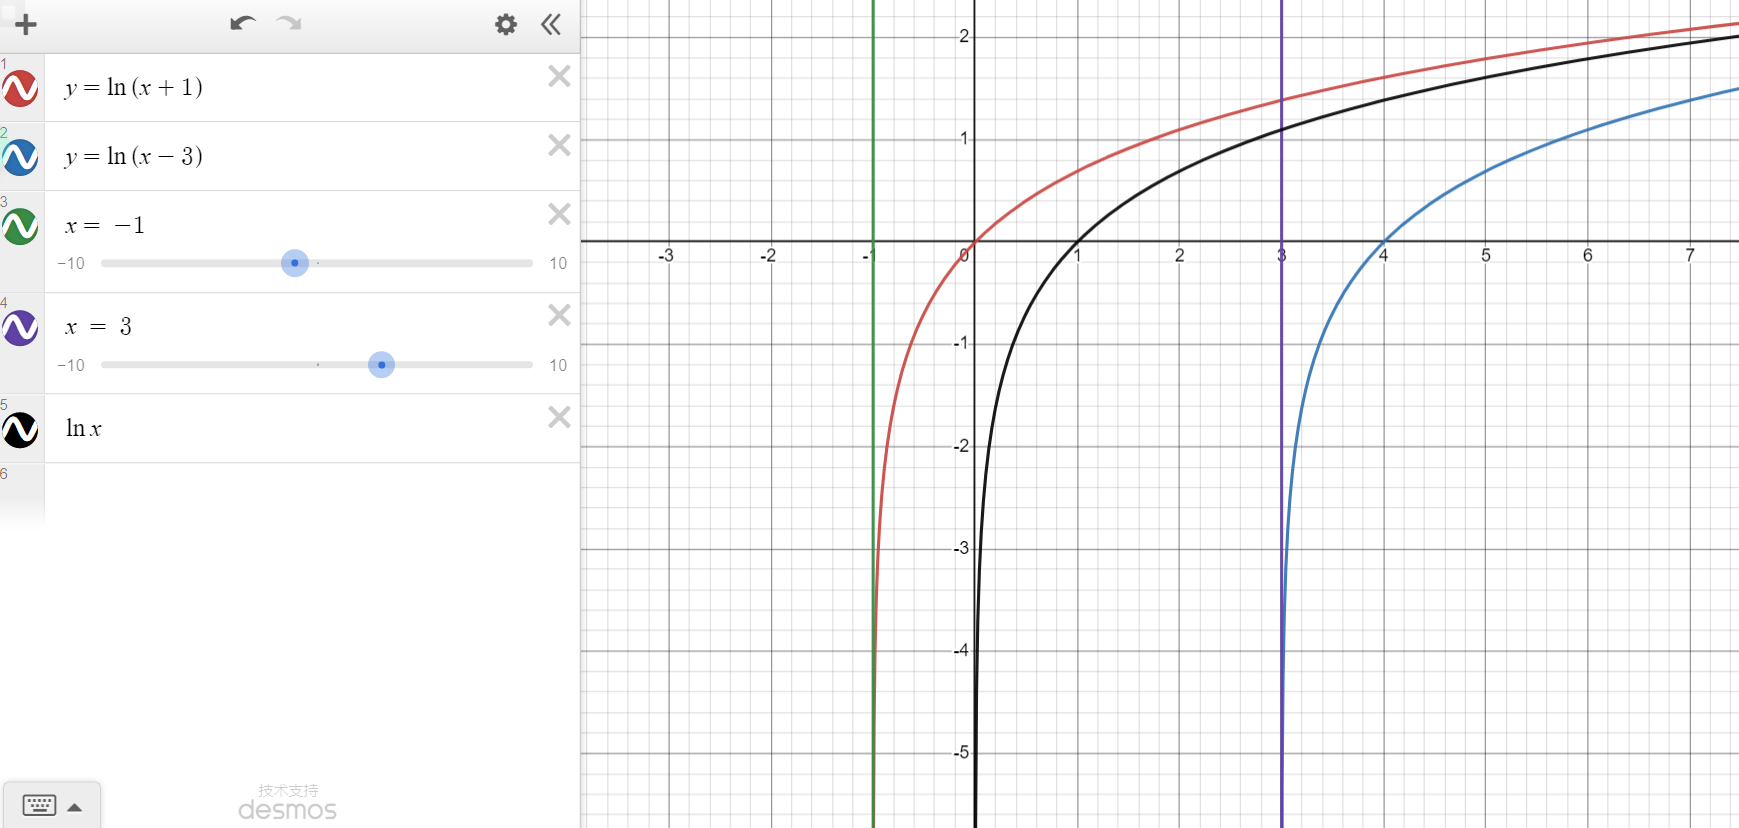 1
y = ln (x + 1)
2
y = ln (x − 3)
3
x = −1
−10 10
4
x = 3
−10 10
5
ln x
6
技术支持
desmos
2
1
-3 -2 -1 0 1 2 3 4 5 6 7
-1
-2
-3
-4
-5